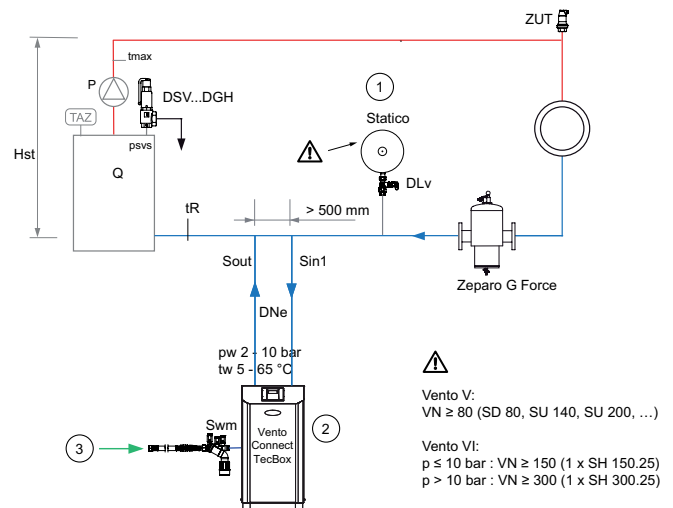 ZUT
tmax
P
1
DSV...DGH
Statico
TAZ
psvs
Hst
Q
DLv
tR
> 500 mm
Sout
Sin1
Zeparo G Force
DNe
pw 2 - 10 bar
tw 5 - 65 °C
Swm
2
Vento
Connect
TecBox
3
Vento V:
VN ≥ 80 (SD 80, SU 140, SU 200, …)
Vento VI:
p ≤ 10 bar : VN ≥ 150 (1 x SH 150.25)
p > 10 bar : VN ≥ 300 (1 x SH 300.25)